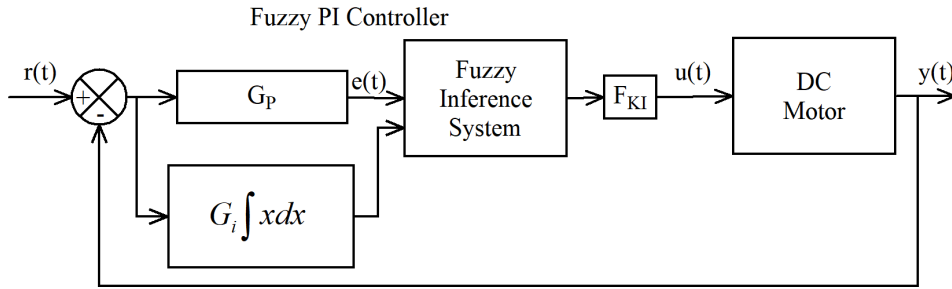 Fuzzy PI Controller
r(t)
+
-
G_P
e(t)
Fuzzy
Inference
System
F_KI
u(t)
DC
Motor
y(t)
G_i ∫ xdx